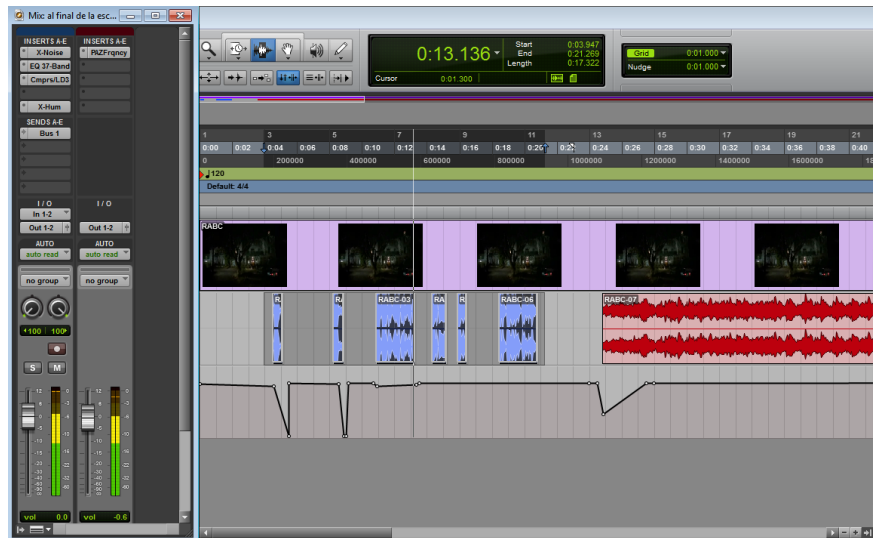 Mix: al final de la esc...
INSERTS A-E
X-Noise
EQ 37-Band
Cmprs/LD3
X-Hum
SENDS A-E
Bus 1
I / O
In 1-2
Out 1-2
AUTO
auto read
no group
100 100
S M
vol 0.0
INSERTS A-E
PAZFrqncy
I / O
Out 1-2
AUTO
auto read
no group
vol -0.6
0:13.136
Start 0:03.947
End 0:21.269
Length 0:17.322
Cursor 0:01.300
Grid 0:01.000
Nudge 0:01.000
1 3 5 7 9 11 13 15 17 19 21
0:00 0:02 0:04 0:06 0:08 0:10 0:12 0:14 0:16 0:18 0:20 0:22 0:24 0:26 0:28 0:30 0:32 0:34 0:36 0:38 0:40
0 200000 400000 600000 800000 1000000 1200000 1400000 1600000
120
Default: 4/4
RABC
R RA RABC-03 RA R RABC-06 RABC-07